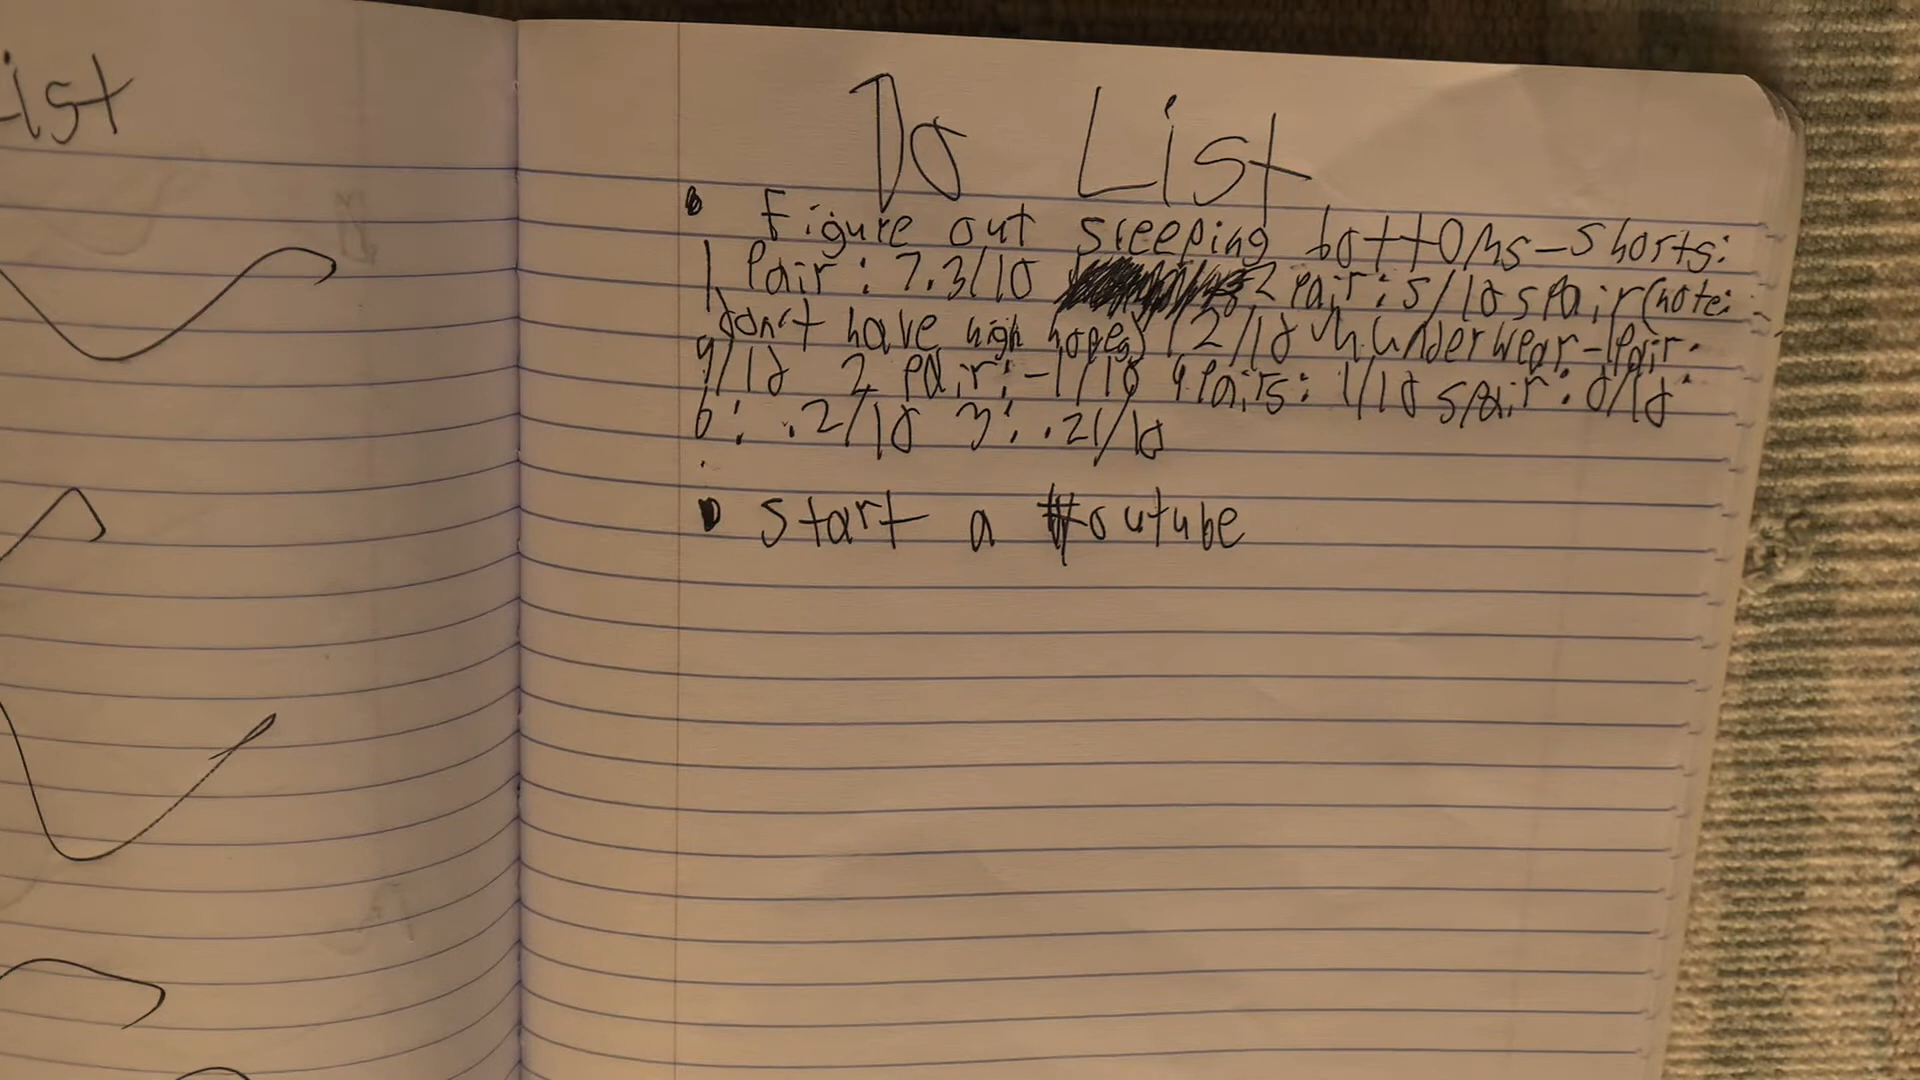 ist
Do List
• Figure out sleeping bottoms-shorts:
1 Pair: 7.3/10 2 pair: 5/10 5 pair (note:
don't have high hopes) 2/10 underwear-1pair:
9/10 2 pair: -1/10 4 Pairs: 1/10 5 pair: 0/10
6: .2/10 3: .21/10
• start a Youtube